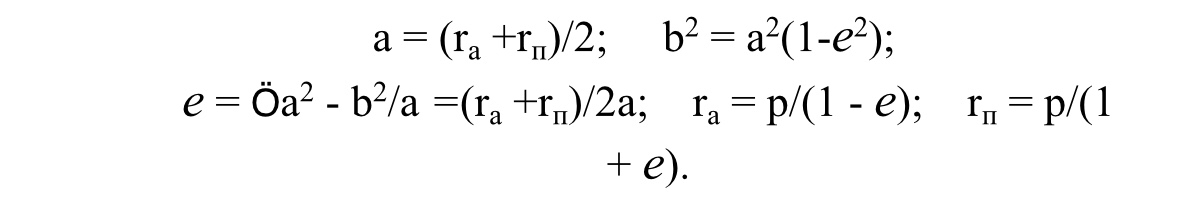 a = (rₐ +rₙ)/2; b² = a²(1-e²);
e = Öa² - b²/a =(rₐ +rₙ)/2a; rₐ = p/(1 - e); rₙ = p/(1
+ e).